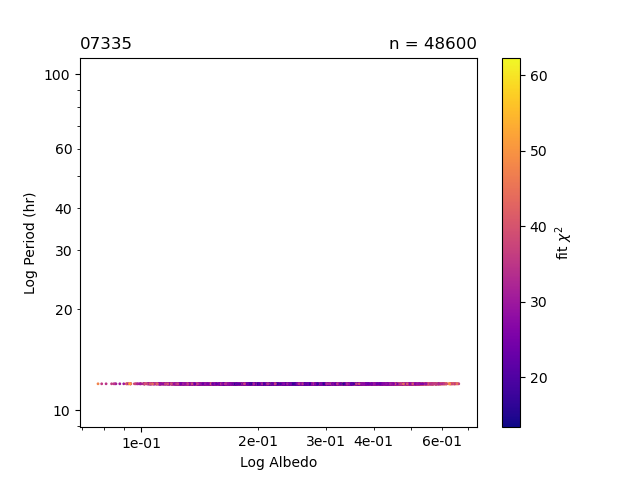 07335
n = 48600
Log Period (hr)
100
60
40
30
20
10
1e-01
2e-01
3e-01
4e-01
6e-01
Log Albedo
60
50
40
30
20
fit χ²